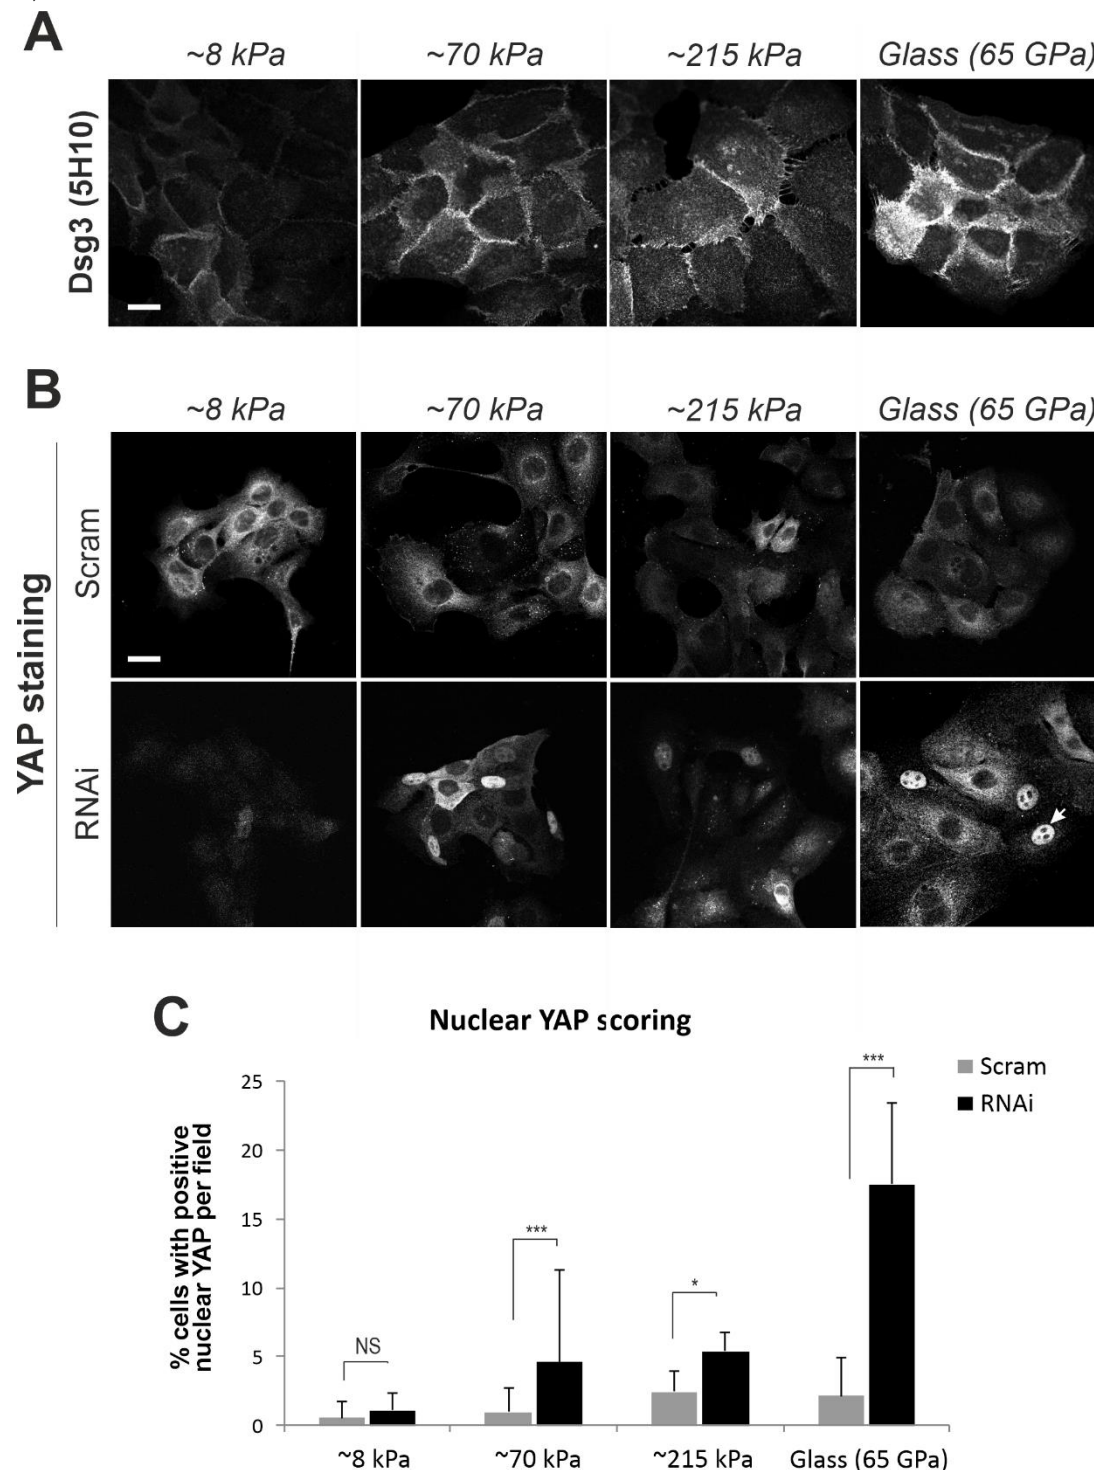 A
~8 kPa ~70 kPa ~215 kPa Glass (65 GPa)
Dsg3 (5H10)
B
~8 kPa ~70 kPa ~215 kPa Glass (65 GPa)
YAP staining
Scram
RNAi
C
Nuclear YAP scoring
Scram
RNAi
% cells with positive
nuclear YAP per field
25
20
15
10
5
0
NS
***
*
***
~8 kPa ~70 kPa ~215 kPa Glass (65 GPa)